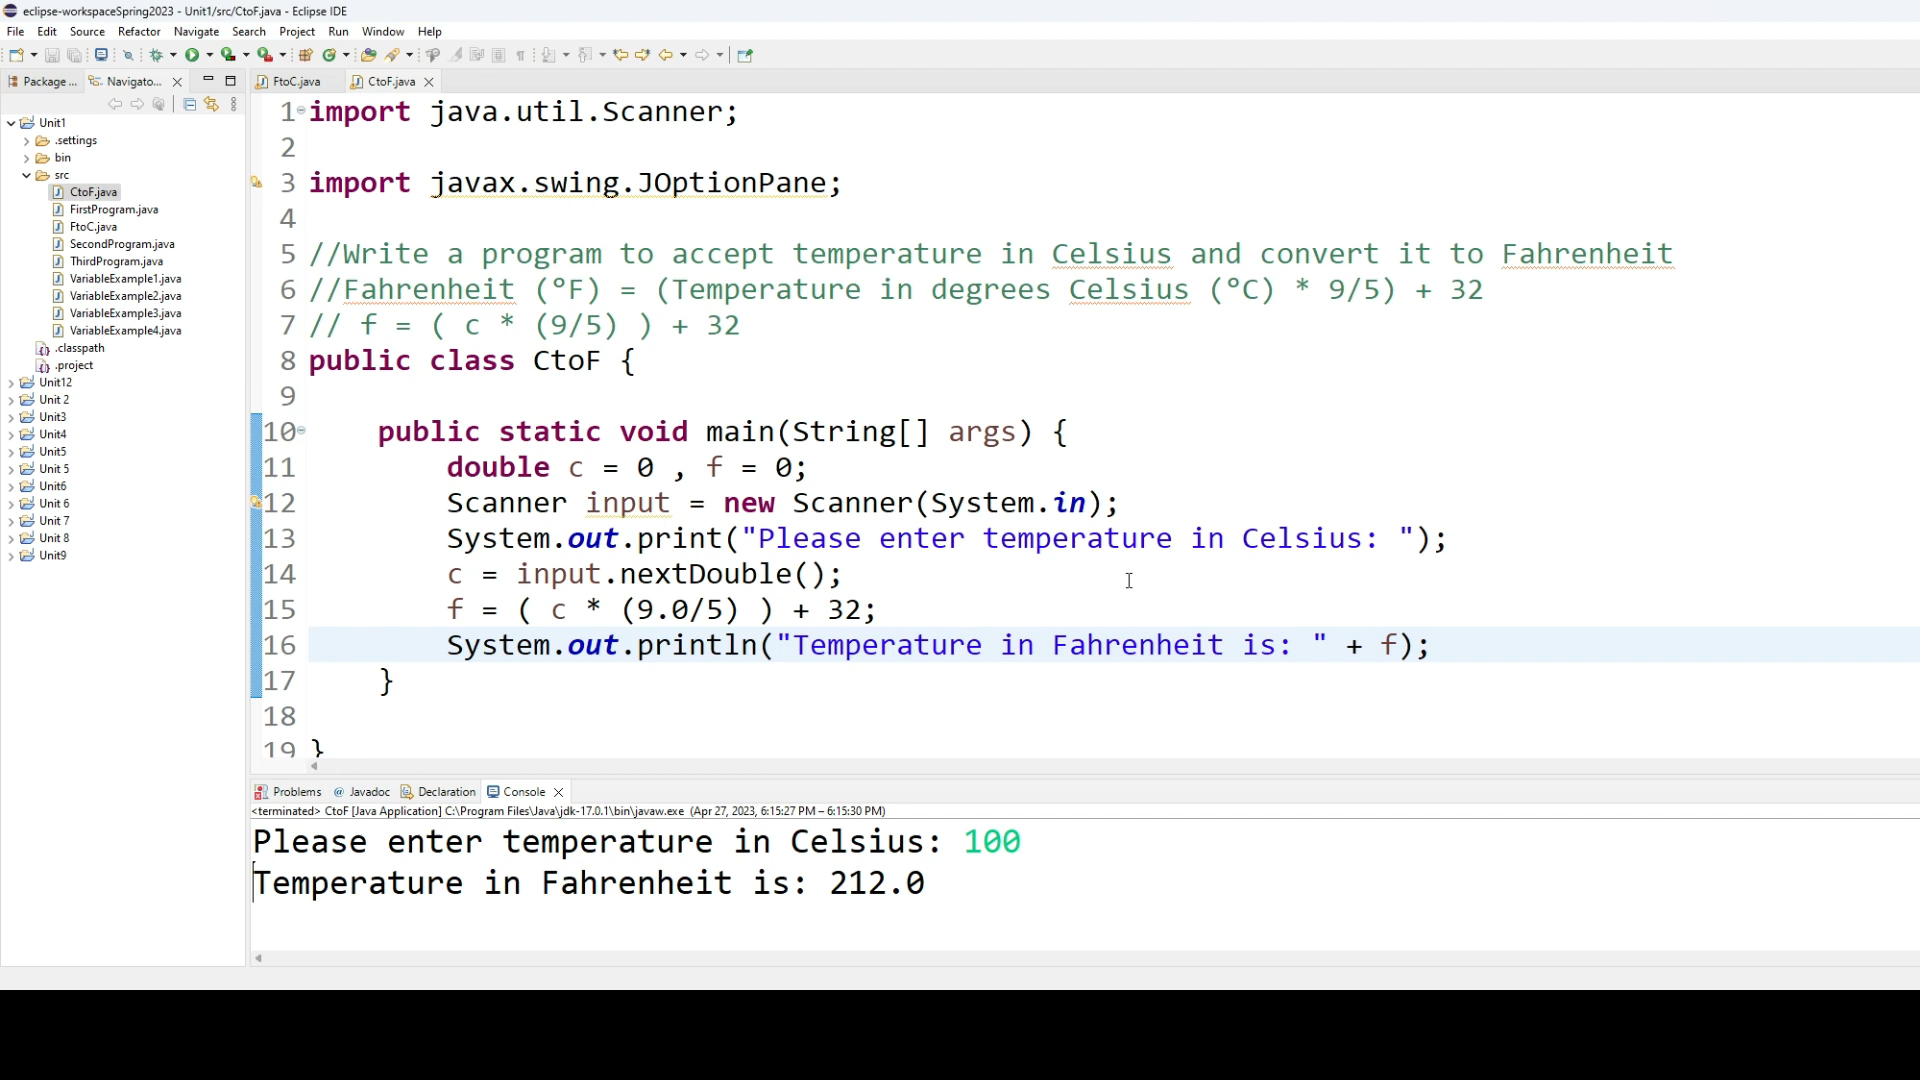 eclipse-workspaceSpring2023 - Unit1/src/CtoF.java - Eclipse IDE
File Edit Source Refactor Navigate Search Project Run Window Help
Package ... Navigato... FtoC.java CtoF.java
Unit1
.settings
bin
src
CtoF.java
FirstProgram.java
FtoC.java
SecondProgram.java
ThirdProgram.java
VariableExample1.java
VariableExample2.java
VariableExample3.java
VariableExample4.java
.classpath
.project
Unit12
Unit 2
Unit3
Unit4
Unit5
Unit 5
Unit6
Unit 6
Unit 7
Unit 8
Unit9
1 import java.util.Scanner;
2
3 import javax.swing.JOptionPane;
4
5 //Write a program to accept temperature in Celsius and convert it to Fahrenheit
6 //Fahrenheit (°F) = (Temperature in degrees Celsius (°C) * 9/5) + 32
7 // f = ( c * (9/5) ) + 32
8 public class CtoF {
9
10 public static void main(String[] args) {
11 double c = 0 , f = 0;
12 Scanner input = new Scanner(System.in);
13 System.out.print("Please enter temperature in Celsius: ");
14 c = input.nextDouble();
15 f = ( c * (9.0/5) ) + 32;
16 System.out.println("Temperature in Fahrenheit is: " + f);
17 }
18
19 }
Problems @ Javadoc Declaration Console
<terminated> CtoF [Java Application] C:\Program Files\Java\jdk-17.0.1\bin\javaw.exe (Apr 27, 2023, 6:15:27 PM – 6:15:30 PM)
Please enter temperature in Celsius: 100
Temperature in Fahrenheit is: 212.0